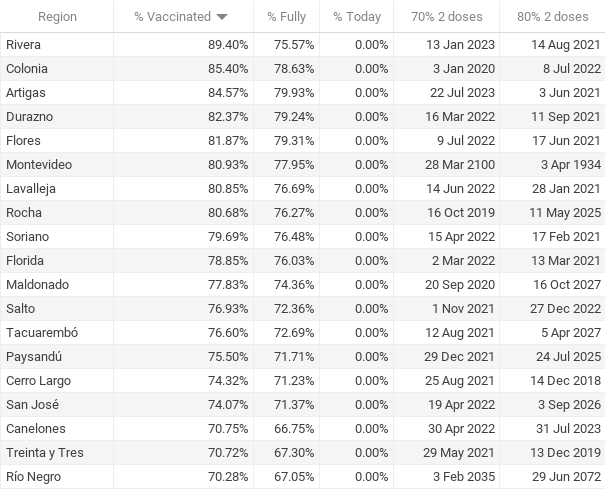 Region % Vaccinated % Fully % Today 70% 2 doses 80% 2 doses
Rivera 89.40% 75.57% 0.00% 13 Jan 2023 14 Aug 2021
Colonia 85.40% 78.63% 0.00% 3 Jan 2020 8 Jul 2022
Artigas 84.57% 79.93% 0.00% 22 Jul 2023 3 Jun 2021
Durazno 82.37% 79.24% 0.00% 16 Mar 2022 11 Sep 2021
Flores 81.87% 79.31% 0.00% 9 Jul 2022 17 Jun 2021
Montevideo 80.93% 77.95% 0.00% 28 Mar 2100 3 Apr 1934
Lavalleja 80.85% 76.69% 0.00% 14 Jun 2022 28 Jan 2021
Rocha 80.68% 76.27% 0.00% 16 Oct 2019 11 May 2025
Soriano 79.69% 76.48% 0.00% 15 Apr 2022 17 Feb 2021
Florida 78.85% 76.03% 0.00% 2 Mar 2022 13 Mar 2021
Maldonado 77.83% 74.36% 0.00% 20 Sep 2020 16 Oct 2027
Salto 76.93% 72.36% 0.00% 1 Nov 2021 27 Dec 2022
Tacuarembó 76.60% 72.69% 0.00% 12 Aug 2021 5 Apr 2027
Paysandú 75.50% 71.71% 0.00% 29 Dec 2021 24 Jul 2025
Cerro Largo 74.32% 71.23% 0.00% 25 Aug 2021 14 Dec 2018
San José 74.07% 71.37% 0.00% 19 Apr 2022 3 Sep 2026
Canelones 70.75% 66.75% 0.00% 30 Apr 2022 31 Jul 2023
Treinta y Tres 70.72% 67.30% 0.00% 29 May 2021 13 Dec 2019
Río Negro 70.28% 67.05% 0.00% 3 Feb 2035 29 Jun 2072